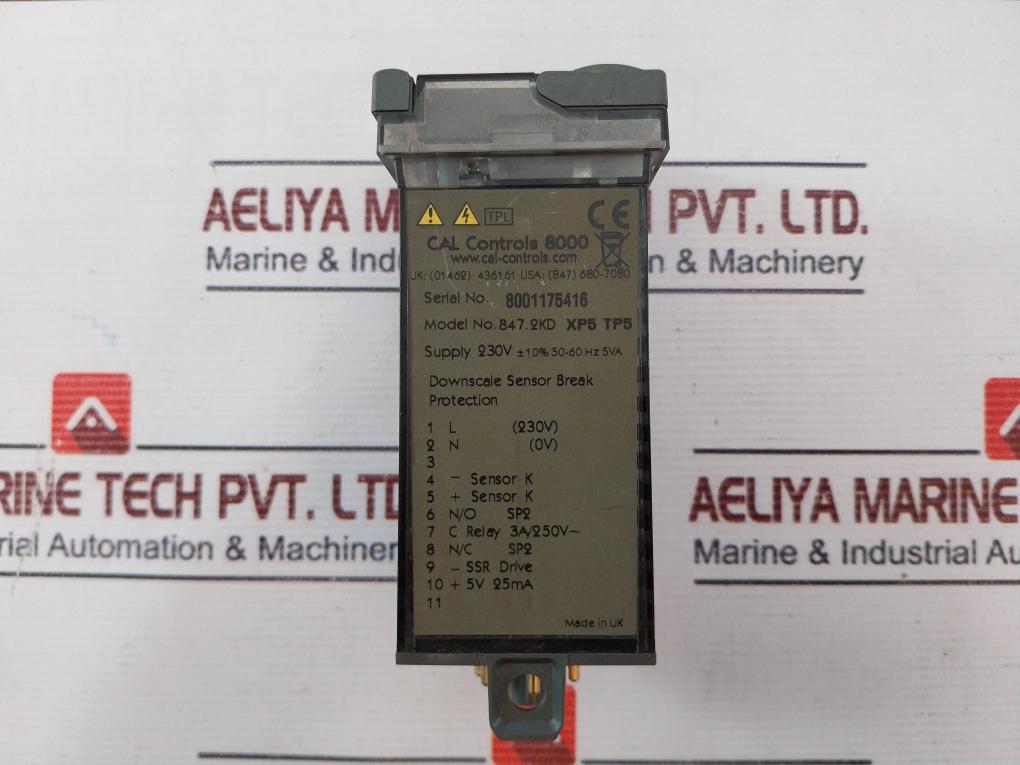 AELIYA M PVT. LTD.
Marine & Ind n & Machinery
TPL
CE
CAL Controls 8000
www.cal-controls.com
UK: (01462) 436161 USA: (847) 680-7080
Serial No. 8001175416
Model No. 847.2KD XP5 TP5
Supply 230V ±10% 50-60 Hz 5VA
Downscale Sensor Break
Protection
1 L (230V)
2 N (0V)
3
4 – Sensor K
5 + Sensor K
6 N/O SP2
7 C Relay 3A/250V~
8 N/C SP2
9 – SSR Drive
10 + 5V 25mA
11
Made in UK
RINE TECH PVT. LTD
rial Automation & Machiner
AELIYA MARINE
Marine & Industrial Au